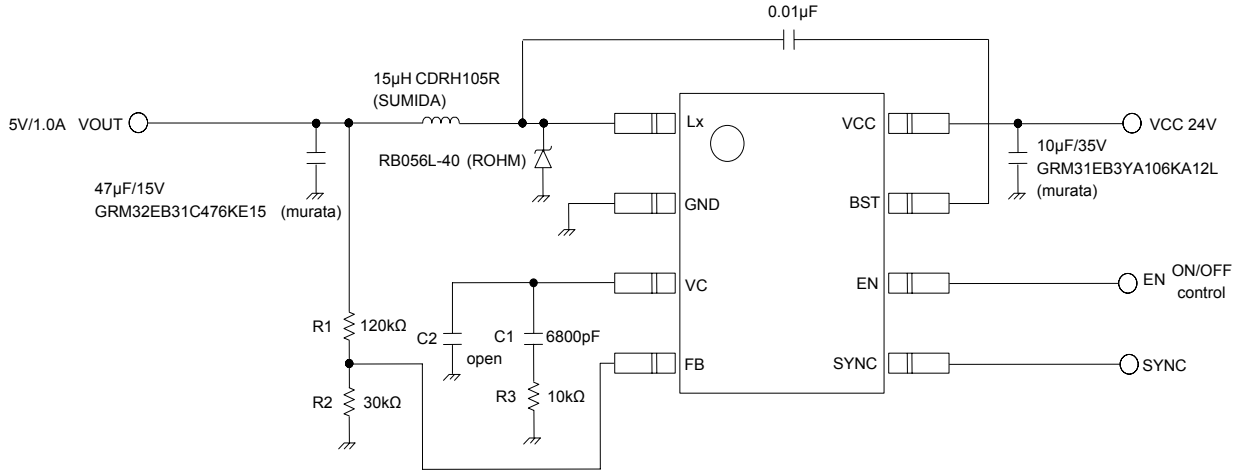 0.01µF
15µH CDRH105R
(SUMIDA)
5V/1.0A VOUT
Lx
VCC
VCC 24V
RB056L-40 (ROHM)
10µF/35V
GRM31EB3YA106KA12L
(murata)
47µF/15V
GRM32EB31C476KE15 (murata)
GND
BST
VC
EN
EN ON/OFF
control
R1 120kΩ
C2
open
C1 6800pF
FB
SYNC
SYNC
R2 30kΩ
R3 10kΩ